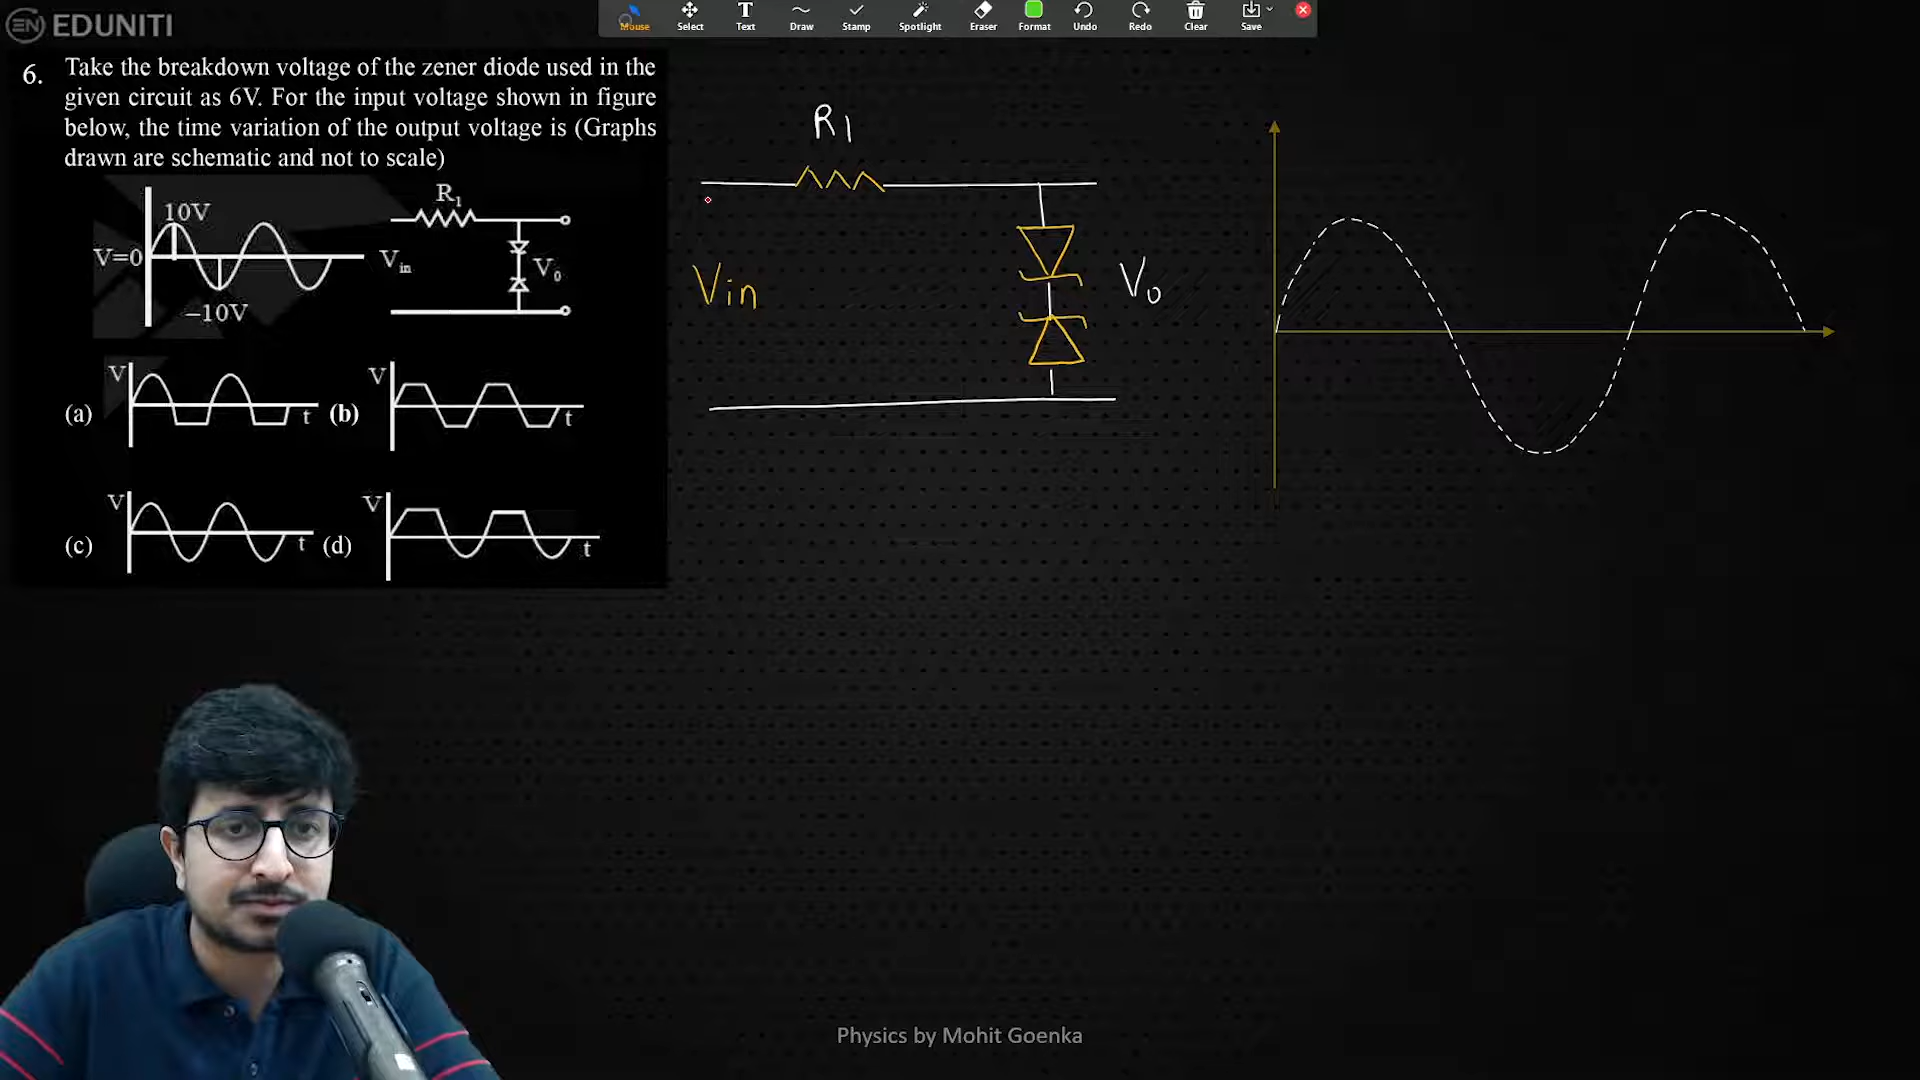 EN EDUNITI
Mouse Select Text Draw Stamp Spotlight Eraser Format Undo Redo Clear Save
6. Take the breakdown voltage of the zener diode used in the
given circuit as 6V. For the input voltage shown in figure
below, the time variation of the output voltage is (Graphs
drawn are schematic and not to scale)
10V
V=0
–10V
R1
Vin
V0
(a) V t
(b) V t
(c) V t
(d) V t
R1
Vin
V0
Physics by Mohit Goenka